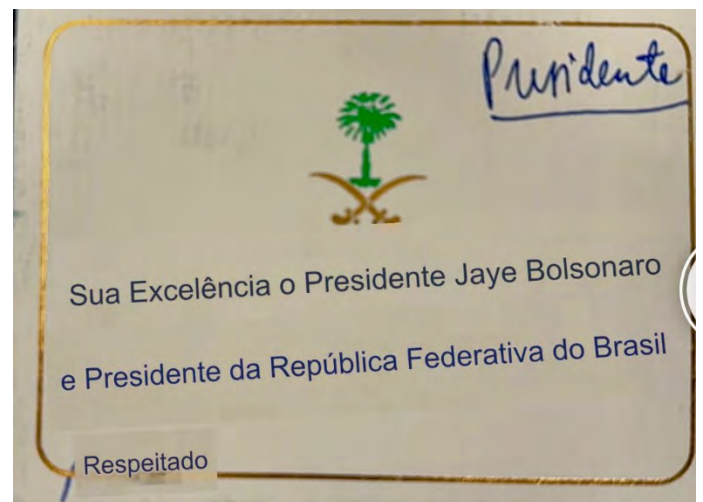 Presidente
Sua Excelência o Presidente Jaye Bolsonaro
e Presidente da República Federativa do Brasil
Respeitado